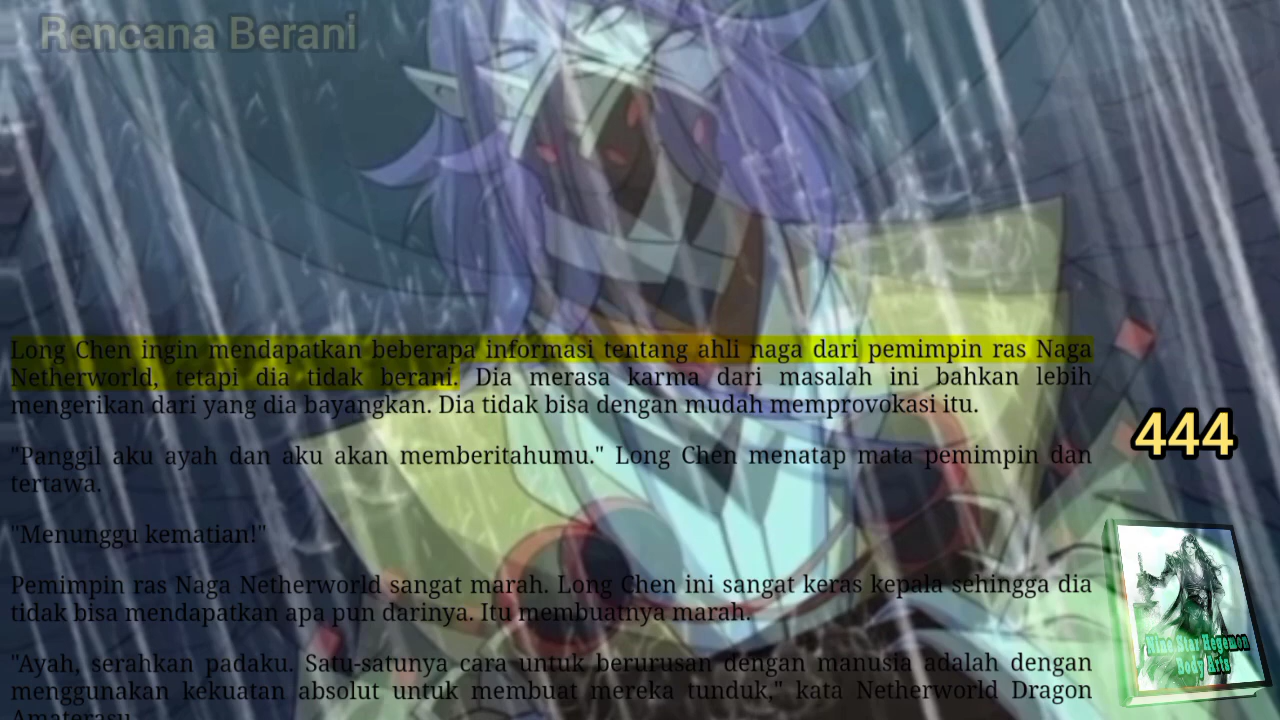 Rencana Berani
Long Chen ingin mendapatkan beberapa informasi tentang ahli naga dari pemimpin ras Naga
Netherworld, tetapi dia tidak berani. Dia merasa karma dari masalah ini bahkan lebih
mengerikan dari yang dia bayangkan. Dia tidak bisa dengan mudah memprovokasi itu.
"Panggil aku ayah dan aku akan memberitahumu." Long Chen menatap mata pemimpin dan
tertawa.
"Menunggu kematian!"
Pemimpin ras Naga Netherworld sangat marah. Long Chen ini sangat keras kepala sehingga dia
tidak bisa mendapatkan apa pun darinya. Itu membuatnya marah.
"Ayah, serahkan padaku. Satu-satunya cara untuk berurusan dengan manusia adalah dengan
menggunakan kekuatan absolut untuk membuat mereka tunduk," kata Netherworld Dragon
Amaterasu.
444
Nine Star Hegemon
Body Arts